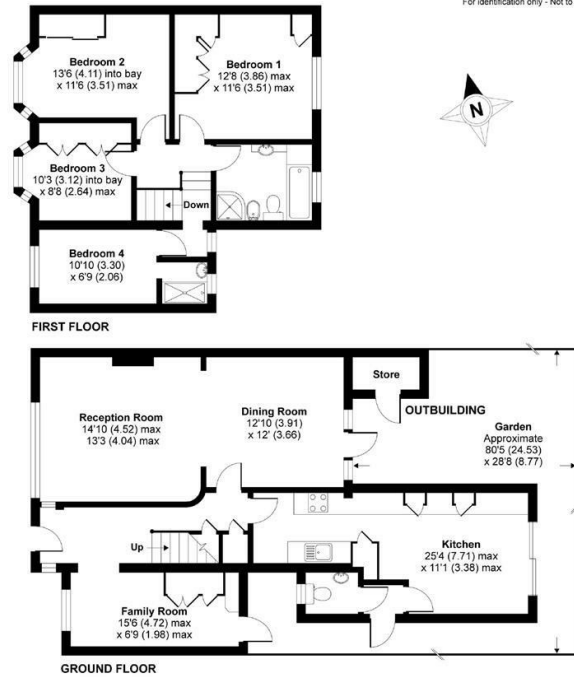 For identification only - Not to
Bedroom 2
13'6 (4.11) into bay
x 11'6 (3.51) max
Bedroom 1
12'8 (3.86) max
x 11'6 (3.51) max
N
Bedroom 3
10'3 (3.12) into bay
x 8'8 (2.64) max
Down
Bedroom 4
10'10 (3.30)
x 6'9 (2.06)
FIRST FLOOR
Store
OUTBUILDING
Reception Room
14'10 (4.52) max
13'3 (4.04) max
Dining Room
12'10 (3.91)
x 12' (3.66)
Garden
Approximate
80'5 (24.53)
x 28'8 (8.77)
Up
Kitchen
25'4 (7.71) max
x 11'1 (3.38) max
Family Room
15'6 (4.72) max
x 6'9 (1.98) max
GROUND FLOOR